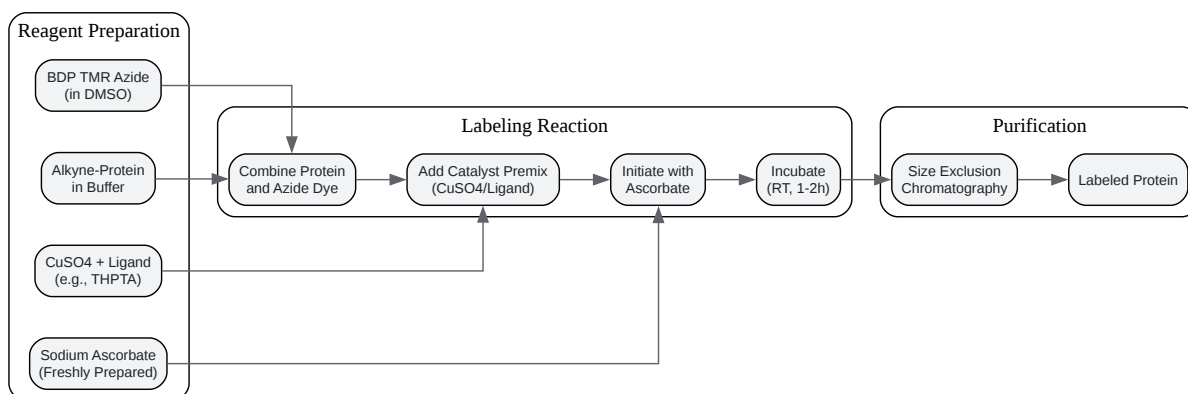 Reagent Preparation
BDP TMR Azide
(in DMSO)
Alkyne-Protein
in Buffer
CuSO4 + Ligand
(e.g., THPTA)
Sodium Ascorbate
(Freshly Prepared)
Labeling Reaction
Combine Protein
and Azide Dye
Add Catalyst Premix
(CuSO4/Ligand)
Initiate with
Ascorbate
Incubate
(RT, 1-2h)
Purification
Size Exclusion
Chromatography
Labeled Protein